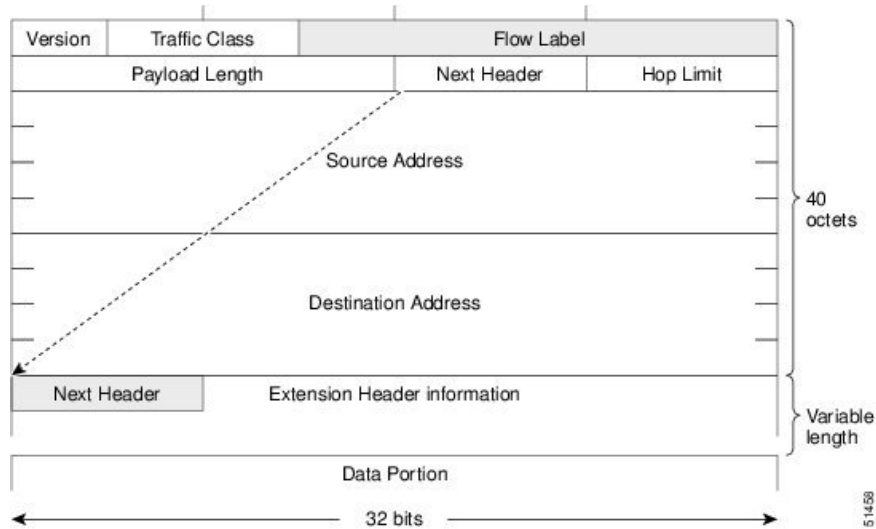 Version Traffic Class Flow Label
Payload Length Next Header Hop Limit
Source Address
40
octets
Destination Address
Next Header Extension Header information
Variable
length
Data Portion
32 bits
51458